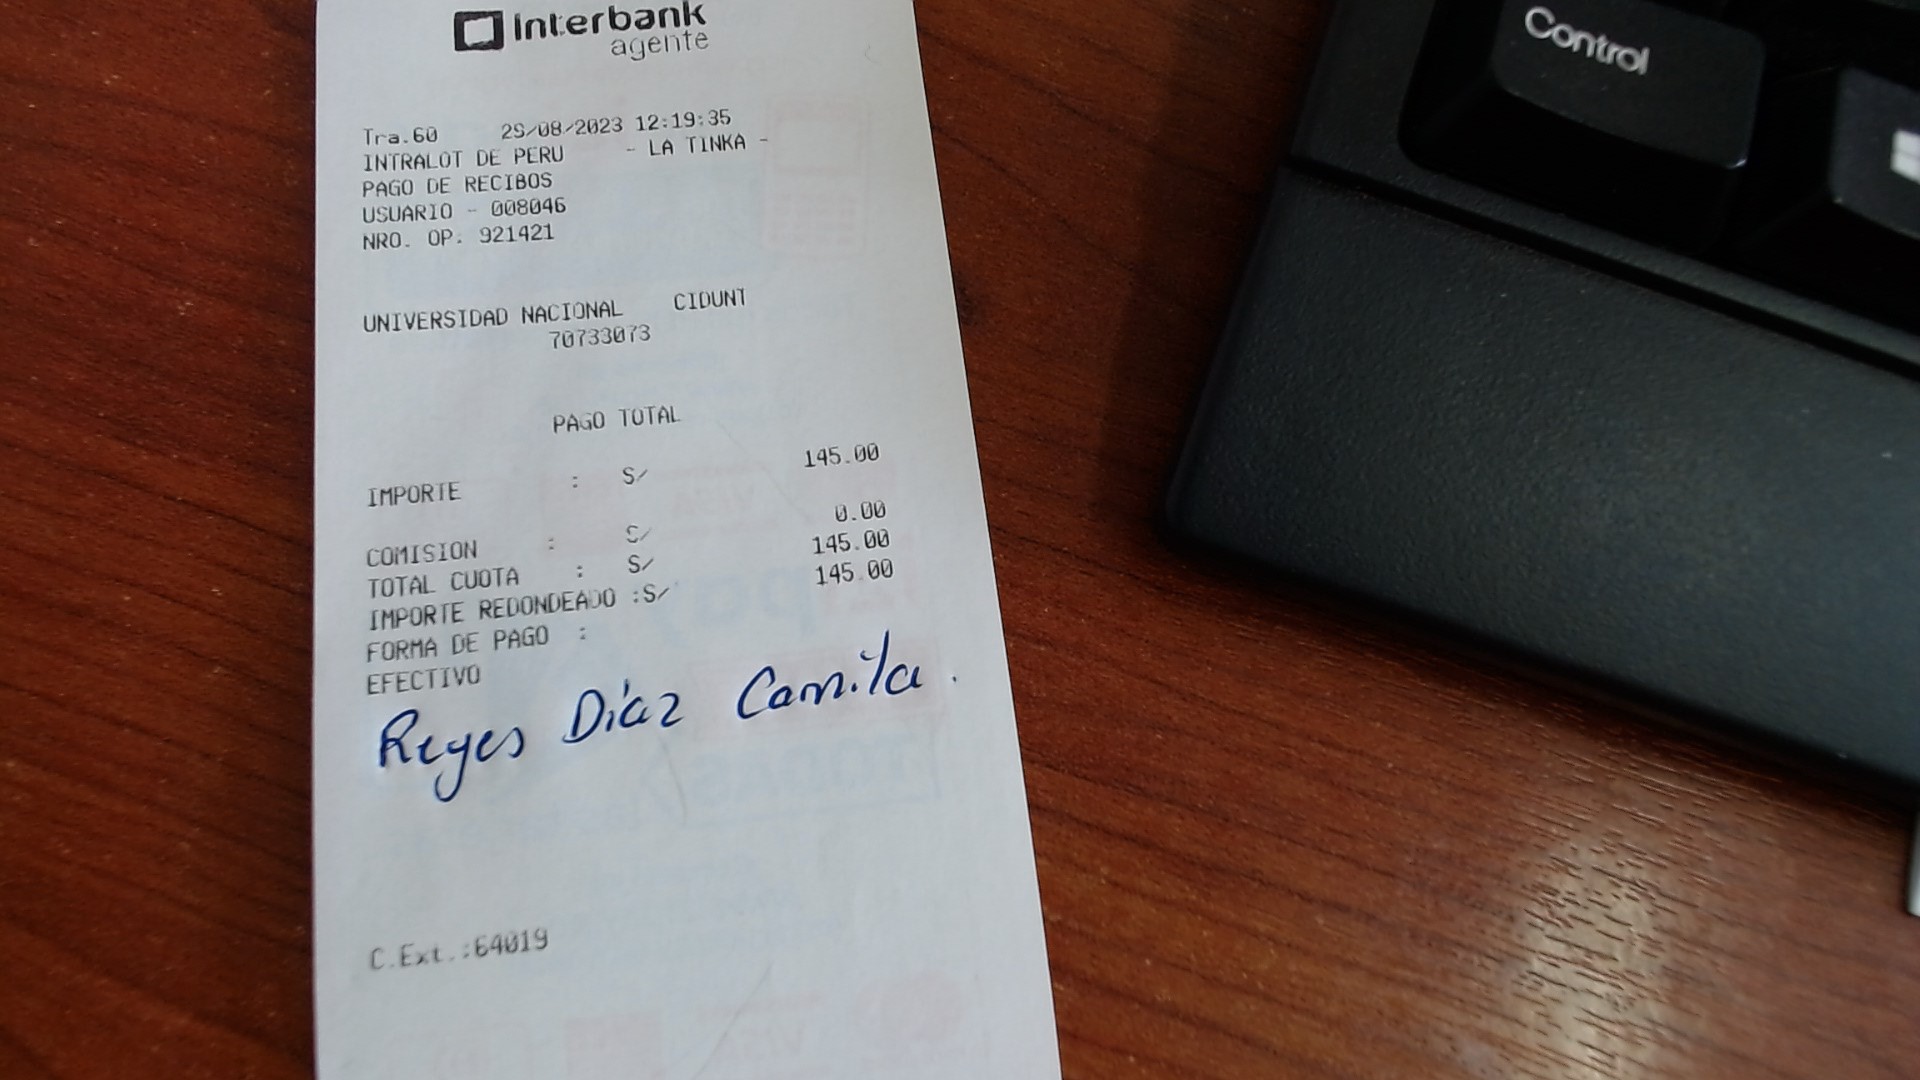 Interbank
agente
Tra.60 29/08/2023 12:19:35
INTRALOT DE PERU - LA TINKA -
PAGO DE RECIBOS
USUARIO - 008046
NRO. OP: 921421
UNIVERSIDAD NACIONAL CIDUNT
70733073
PAGO TOTAL
IMPORTE : S/ 145.00
COMISION : S/ 0.00
TOTAL CUOTA : S/ 145.00
IMPORTE REDONDEADO :S/ 145.00
FORMA DE PAGO :
EFECTIVO
Reyes Díaz Camila.
C.Ext.:64019
Control